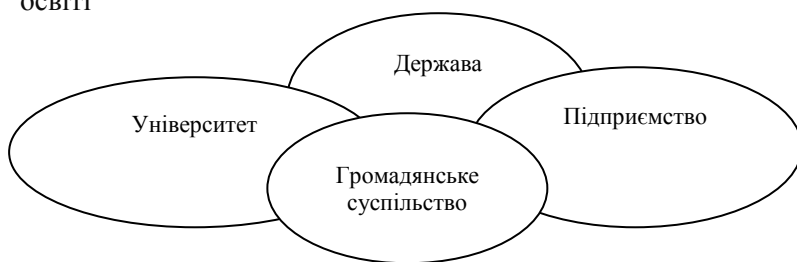 освіті
Держава
Університет
Підприємство
Громадянське
суспільство